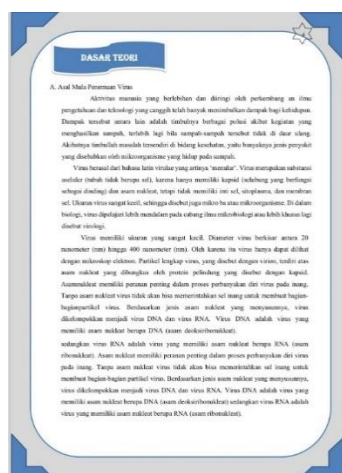 DASAR TEORI
A. Asal Mula Penemuan Virus
Aktivitas manusia yang berlebihan dan diiringi oleh perkembang an ilmu
pengetahuan dan teknologi yang canggih telah banyak menimbulkan dampak bagi kehidupan.
Dampak tersebut antara lain adalah timbulnya berbagai polusi akibat kegiatan yang
menghasilkan sampah, terlebih lagi bila sampah-sampah tersebut tidak di daur ulang.
Akibatnya timbullah masalah tersendiri di bidang kesehatan, yaitu banyaknya jenis penyakit
yang disebabkan oleh mikroorganisme yang hidup pada sampah.
Virus berasal dari bahasa latin virulae yang artinya "menular". Virus merupakan substansi
aseluler (tubuh tidak berupa sel), karena hanya memiliki kapsid (selubung yang berfungsi
sebagai dinding) dan asam nukleat, tetapi tidak memiliki inti sel, sitoplasma, dan membran
sel. Ukuran virus sangat kecil, sehingga disebut juga mikro ba atau mikroorganisme. Di dalam
biologi, virus dipelajari lebih mendalam pada cabang ilmu mikrobiologi atau lebih khusus lagi
disebut virologi.
Virus memiliki ukuran yang sangat kecil. Diameter virus berkisar antara 20
nanometer (nm) hingga 400 nanometer (nm). Oleh karena itu virus hanya dapat dilihat
dengan mikroskop elektron. Partikel lengkap virus, yang disebut dengan virion, terdiri atas
asam nukleat yang dibungkus oleh protein pelindung yang disebut dengan kapsid.
Asamnukleat memiliki peranan penting dalam proses perbanyakan diri virus pada inang.
Tanpa asam nukleat virus tidak akan bisa memerintahkan sel inang untuk membuat bagian-
bagianpartikel virus. Berdasarkan jenis asam nukleat yang menyusunnya, virus
dikelompokkan menjadi virus DNA dan virus RNA. Virus DNA adalah virus yang
memiliki asam nukleat berupa DNA (asam deoksiribonukleat).
sedangkan virus RNA adalah virus yang memiliki asam nukleat berupa RNA (asam
ribonukleat). Asam nukleat memiliki peranan penting dalam proses perbanyakan diri virus
pada inang. Tanpa asam nukleat virus tidak akan bisa memerintahkan sel inang untuk
membuat bagian-bagian partikel virus. Berdasarkan jenis asam nukleat yang menyusunnya,
virus dikelompokkan menjadi virus DNA dan virus RNA. Virus DNA adalah virus yang
memiliki asam nukleat berupa DNA (asam deoksiribonukleat) sedangkan virus RNA adalah
virus yang memiliki asam nukleat berupa RNA (asam ribonukleat).